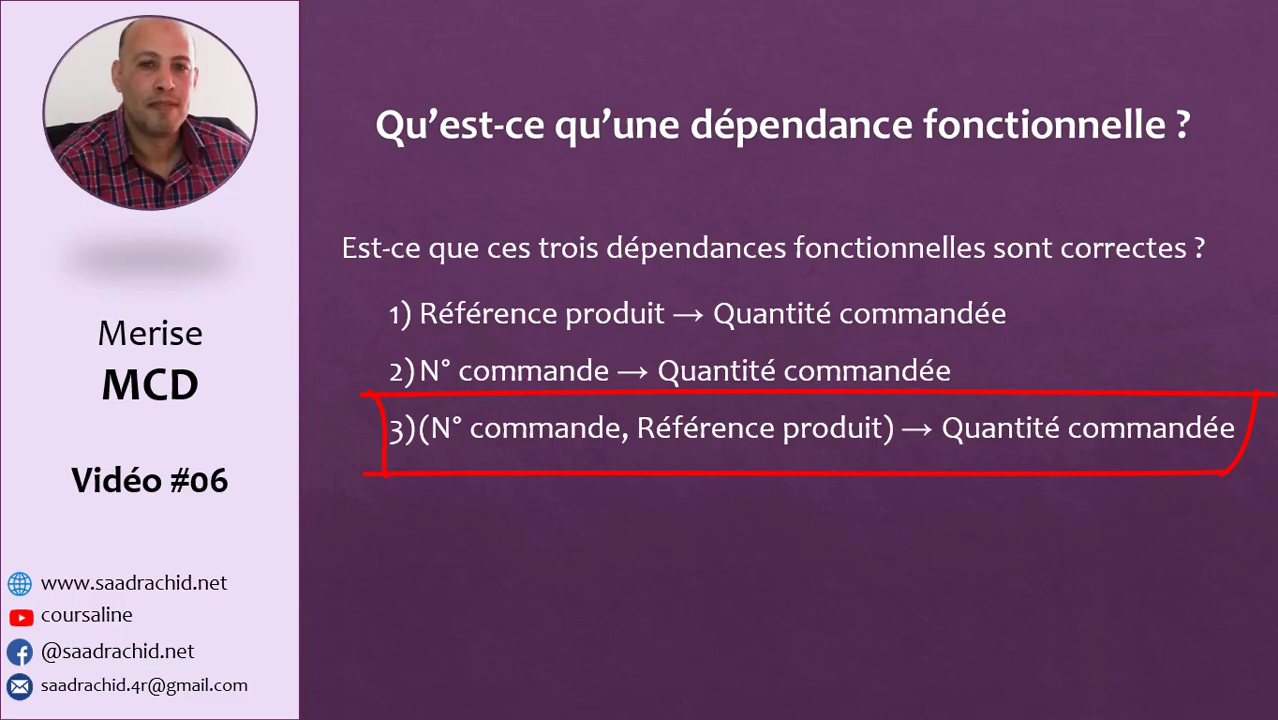 Merise
MCD
Vidéo #06
www.saadrachid.net
coursaline
@saadrachid.net
saadrachid.4r@gmail.com
Qu’est-ce qu’une dépendance fonctionnelle ?
Est-ce que ces trois dépendances fonctionnelles sont correctes ?
1) Référence produit → Quantité commandée
2) N° commande → Quantité commandée
3)(N° commande, Référence produit) → Quantité commandée